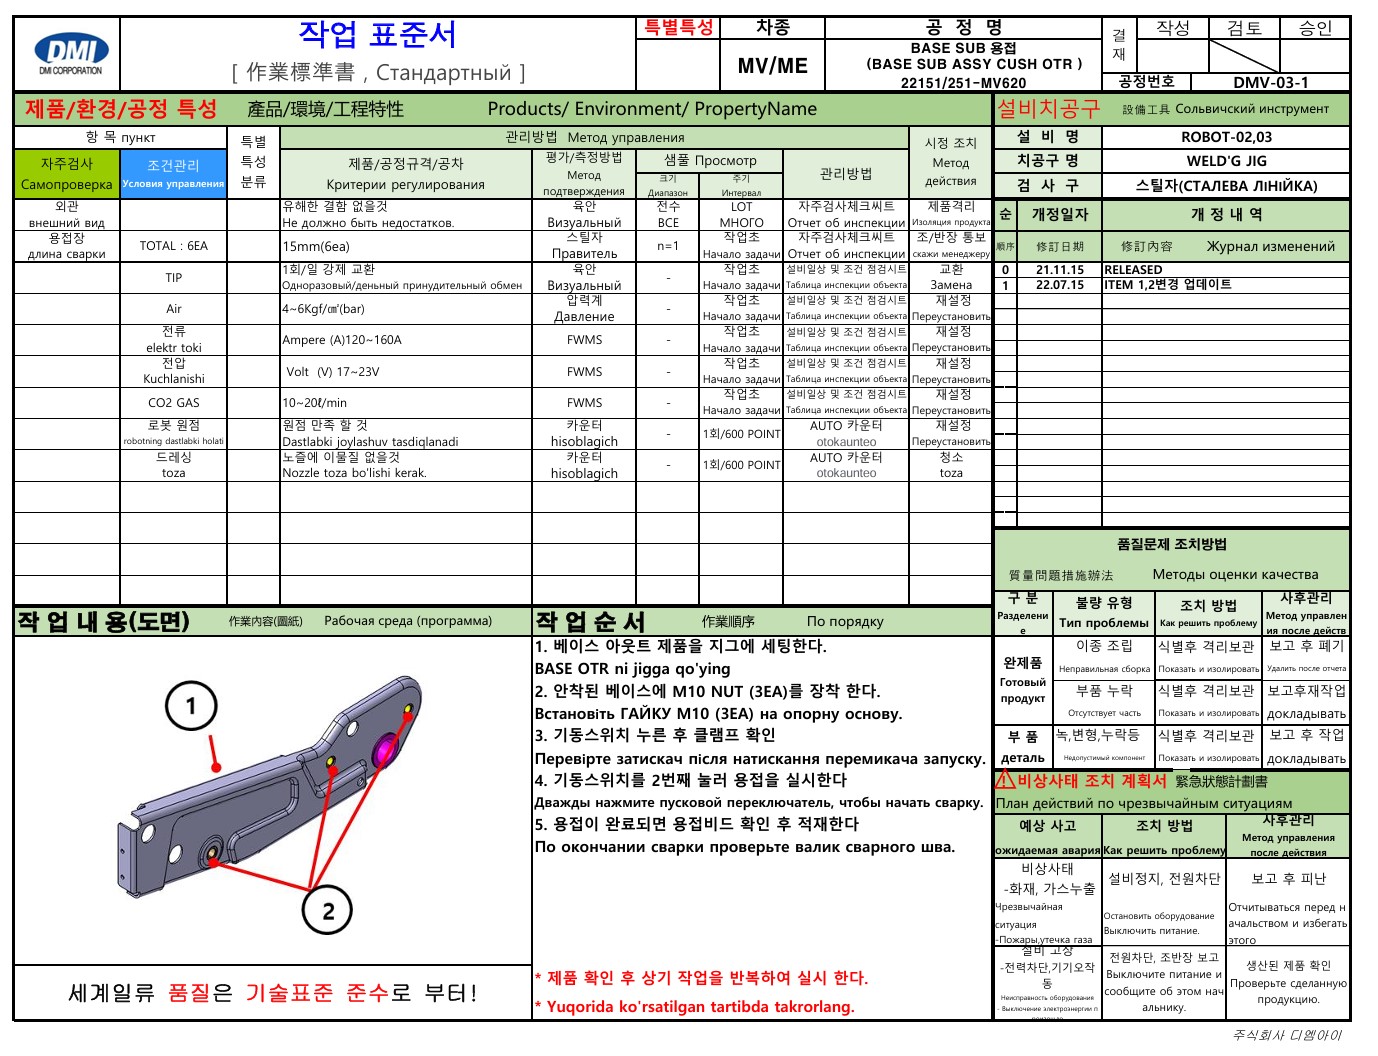 DMI
DMI CORPORATION
작업 표준서
[ 作業標準書 , Стандартный ]
특별특성
차종
공 정 명
MV/ME
BASE SUB 용접
(BASE SUB ASSY CUSH OTR )
22151/251-MV620
결재
작성
검토
승인
공정번호
DMV-03-1
제품/환경/공정 특성
產品/環境/工程特性
Products/ Environment/ PropertyName
항 목 пункт
특별
특성
분류
관리방법 Метод управления
시정 조치
Метод
действия
자주검사
Самопроверка
조건관리
Условия управления
제품/공정규격/공차
Критерии регулирования
평가/측정방법
Метод
подтверждения
샘풀 Просмотр
크기
Диапазон
주기
Интервал
관리방법
외관
внешний вид
유해한 결함 없을것
Не должно быть недостатков.
육안
Визуальный
전수
ВСЕ
LOT
МНОГО
자주검사체크씨트
Отчет об инспекции
제품격리
Изоляция продукта
용접장
длина сварки
TOTAL : 6EA
15mm(6ea)
스틸자
Правитель
n=1
작업초
Начало задачи
자주검사체크씨트
Отчет об инспекции
조/반장 통보
скажи менеджеру
TIP
1회/일 강제 교환
Одноразовый/деньный принудительный обмен
육안
Визуальный
-
작업초
Начало задачи
설비일상 및 조건 점검시트
Таблица инспекции объекта
교환
Замена
Air
4~6Kgf/㎠(bar)
압력계
Давление
-
작업초
Начало задачи
설비일상 및 조건 점검시트
Таблица инспекции объекта
재설정
Переустановить
전류
elektr toki
Ampere (A)120~160A
FWMS
-
작업초
Начало задачи
설비일상 및 조건 점검시트
Таблица инспекции объекта
재설정
Переустановить
전압
Kuchlanishi
Volt (V) 17~23V
FWMS
-
작업초
Начало задачи
설비일상 및 조건 점검시트
Таблица инспекции объекта
재설정
Переустановить
CO2 GAS
10~20ℓ/min
FWMS
-
작업초
Начало задачи
설비일상 및 조건 점검시트
Таблица инспекции объекта
재설정
Переустановить
로봇 원점
robotning dastlabki holati
원점 만족 할 것
Dastlabki joylashuv tasdiqlanadi
카운터
hisoblagich
-
1회/600 POINT
AUTO 카운터
otokaunteo
재설정
Переустановить
드레싱
toza
노즐에 이물질 없을것
Nozzle toza bo'lishi kerak.
카운터
hisoblagich
-
1회/600 POINT
AUTO 카운터
otokaunteo
청소
toza
설비치공구
設備工具 Сольвичский инструмент
설 비 명
ROBOT-02,03
치공구 명
WELD'G JIG
검 사 구
스틸자(СТАЛЕВА ЛІНІЙКА)
순
개정일자
개 정 내 역
順序
修訂日期
修訂內容 Журнал изменений
0
21.11.15
RELEASED
1
22.07.15
ITEM 1,2변경 업데이트
품질문제 조치방법
質量問題措施辦法 Методы оценки качества
구 분
Разделени
е
불량 유형
Тип проблемы
조치 방법
Как решить проблему
사후관리
Метод управлен
ия после действ
완제품
Готовый
продукт
이종 조립
Неправильная сборка
식별후 격리보관
Показать и изолировать
보고 후 폐기
Удалить после отчета
부품 누락
Отсутствует часть
식별후 격리보관
Показать и изолировать
보고후재작업
докладывать
부 품
деталь
녹,변형,누락등
Недопустимый компонент
식별후 격리보관
Показать и изолировать
보고 후 작업
докладывать
비상사태 조치 계획서 緊急狀態計劃書
План действий по чрезвычайным ситуациям
예상 사고
ожидаемая авария
조치 방법
Как решить проблему
사후관리
Метод управления
после действия
비상사태
-화재, 가스누출
Чрезвычайная
ситуация
-Пожары,утечка газа
설비정지, 전원차단
Остановить оборудование
Выключить питание.
보고 후 피난
Отчитываться перед н
ачальством и избегать
этого
설비 고장
-전력차단,기기오작
동
Неисправность оборудования
- Выключение электроэнергии п
전원차단, 조반장 보고
Выключите питание и
сообщите об этом нач
альнику.
생산된 제품 확인
Проверьте сделанную
продукцию.
작 업 내 용(도면)
作業內容(圖紙) Рабочая среда (программа)
1
2
세계일류 품질은 기술표준 준수로 부터!
작 업 순 서
作業順序 По порядку
1. 베이스 아웃트 제품을 지그에 세팅한다.
BASE OTR ni jigga qo'ying
2. 안착된 베이스에 M10 NUT (3EA)를 장착 한다.
Встановіть ГАЙКУ M10 (3EA) на опорну основу.
3. 기동스위치 누른 후 클램프 확인
Перевірте затискач після натискання перемикача запуску.
4. 기동스위치를 2번째 눌러 용접을 실시한다
Дважды нажмите пусковой переключатель, чтобы начать сварку.
5. 용접이 완료되면 용접비드 확인 후 적재한다
По окончании сварки проверьте валик сварного шва.
* 제품 확인 후 상기 작업을 반복하여 실시 한다.
* Yuqorida ko'rsatilgan tartibda takrorlang.
주식회사 디엠아이